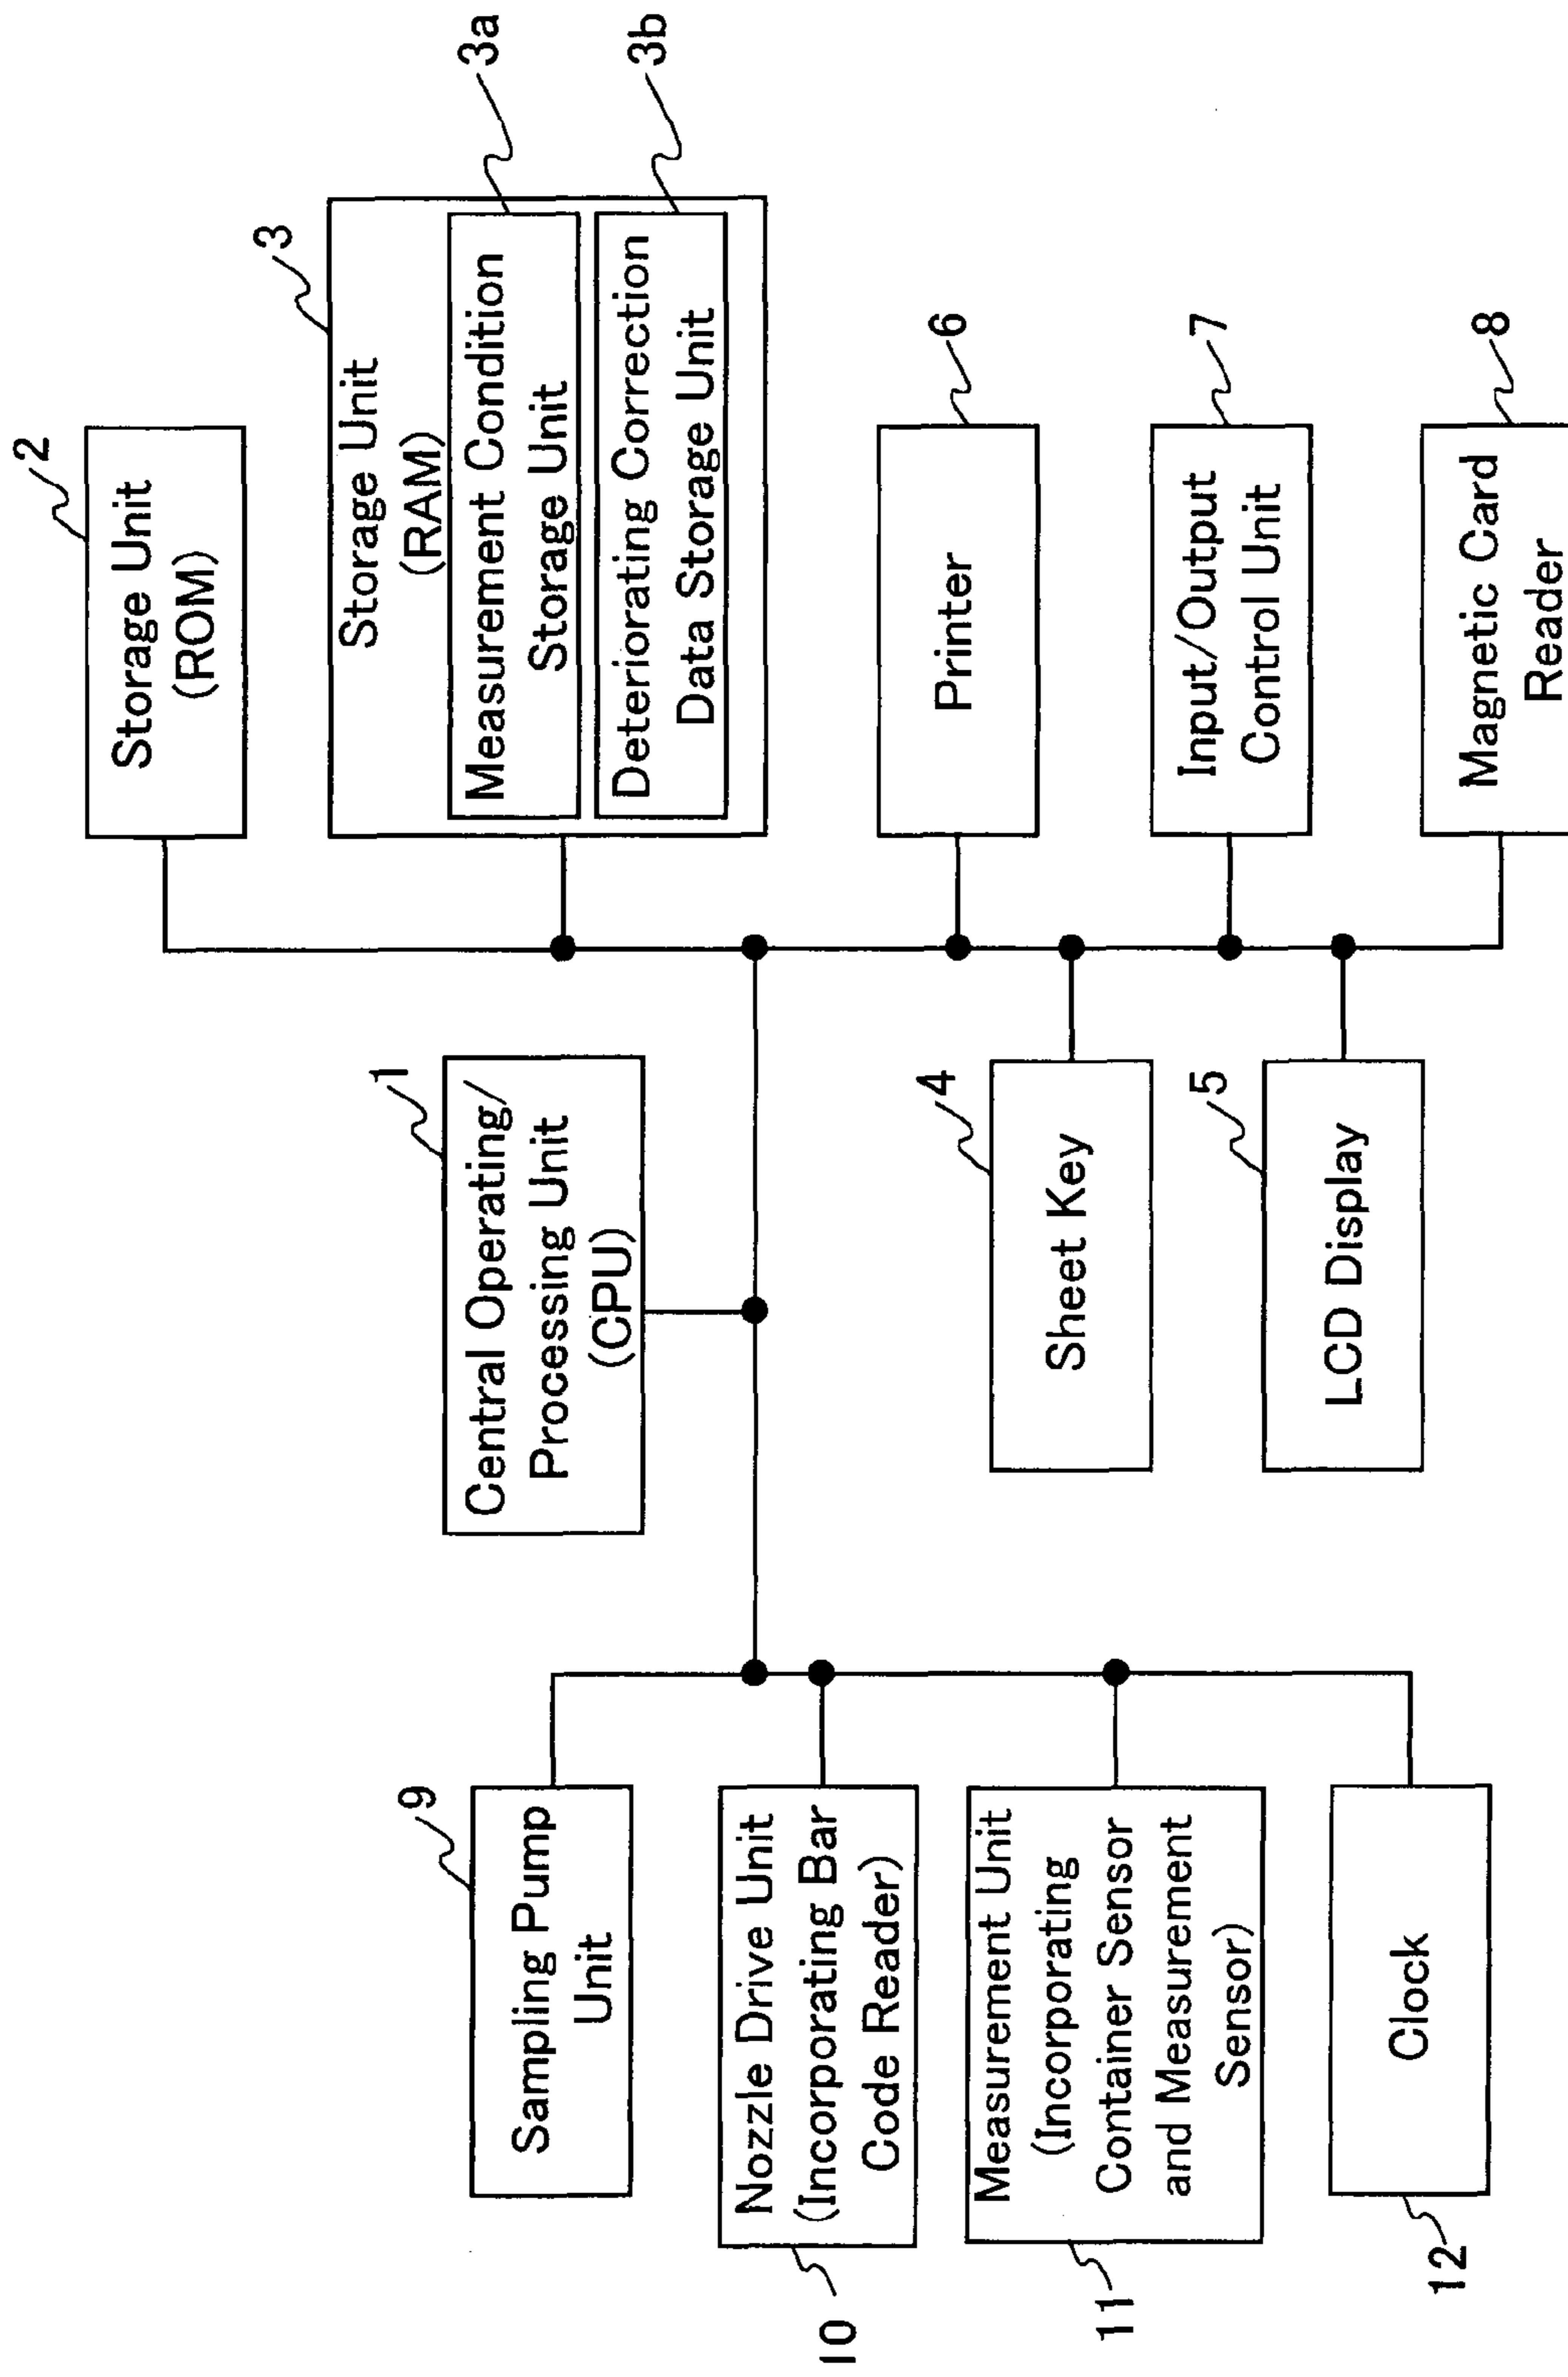 1
Central Operating/
Processing Unit
(CPU)
2
Storage Unit
(ROM)
3
Storage Unit
(RAM)
3a
Measurement Condition
Storage Unit
3b
Deteriorating Correction
Data Storage Unit
4
Sheet Key
5
LCD Display
6
Printer
7
Input/Output
Control Unit
8
Magnetic Card
Reader
9
Sampling Pump
Unit
10
Nozzle Drive Unit
(Incorporating Bar
Code Reader)
11
Measurement Unit
(Incorporating
Container Sensor
and Measurement
Sensor)
12
Clock